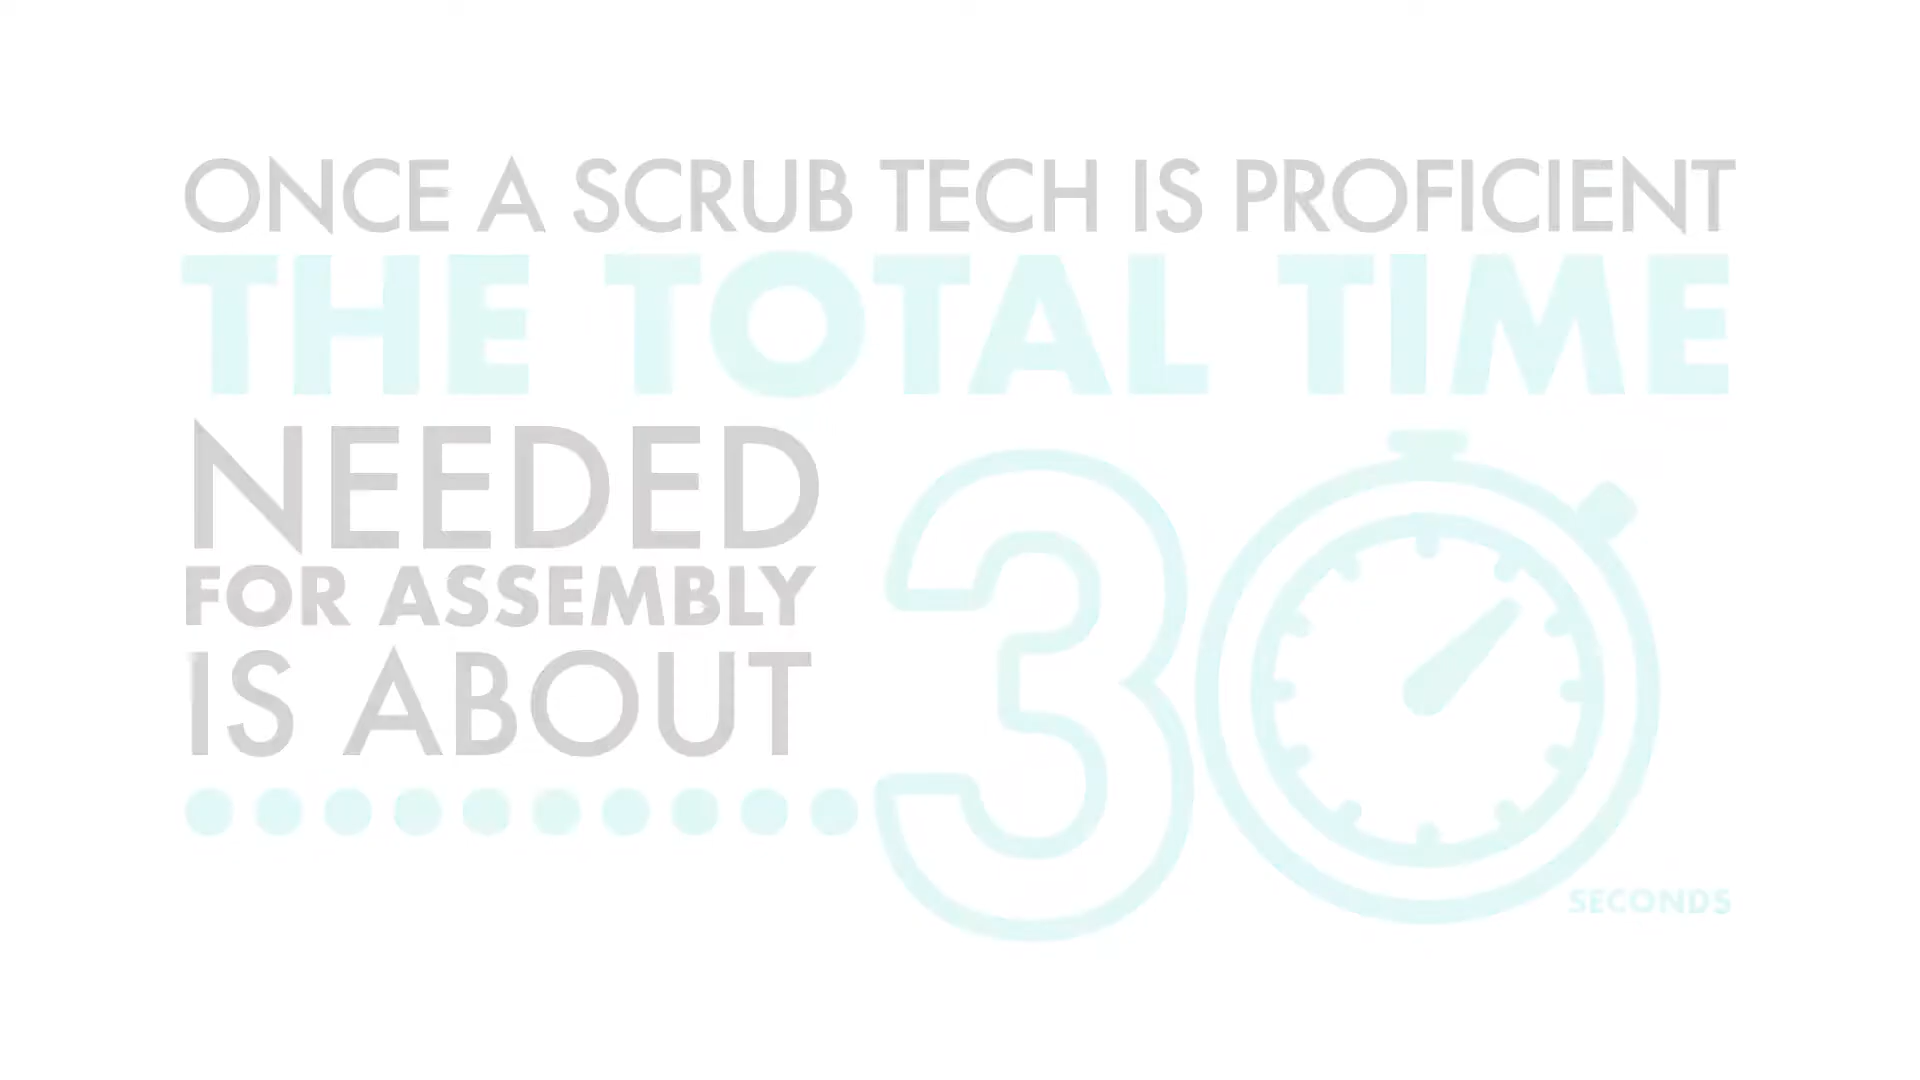 ONCE A SCRUB TECH IS PROFICIENT
THE TOTAL TIME
NEEDED
FOR ASSEMBLY
IS ABOUT
30
SECONDS